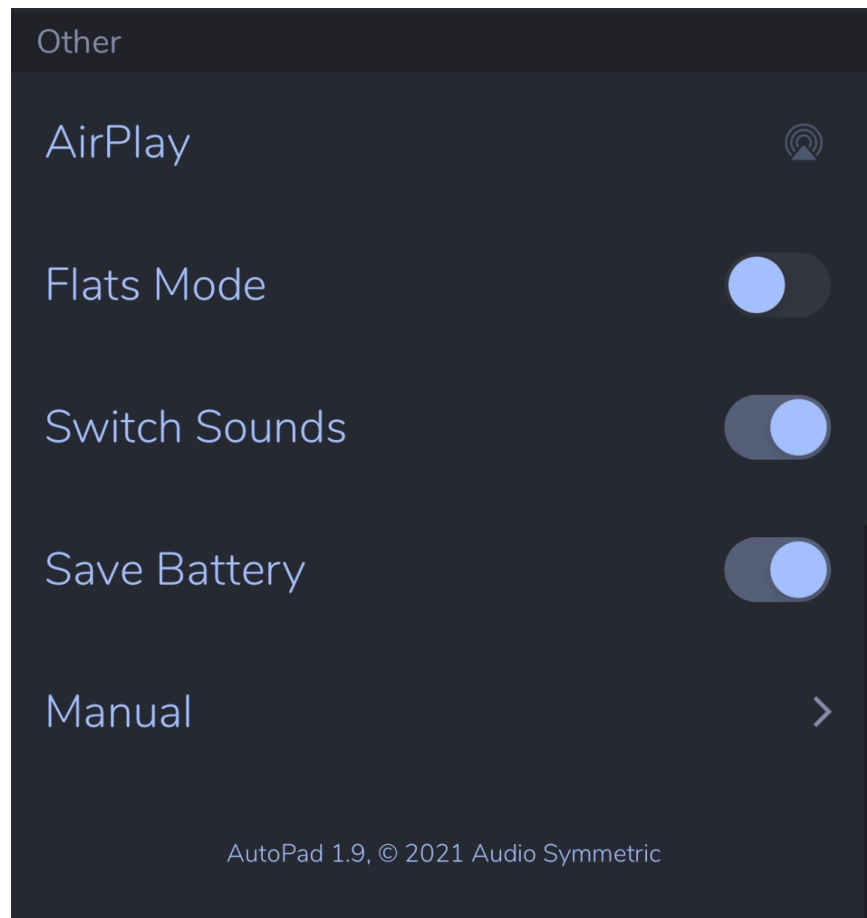 Other
AirPlay
Flats Mode
Switch Sounds
Save Battery
Manual
AutoPad 1.9, © 2021 Audio Symmetric